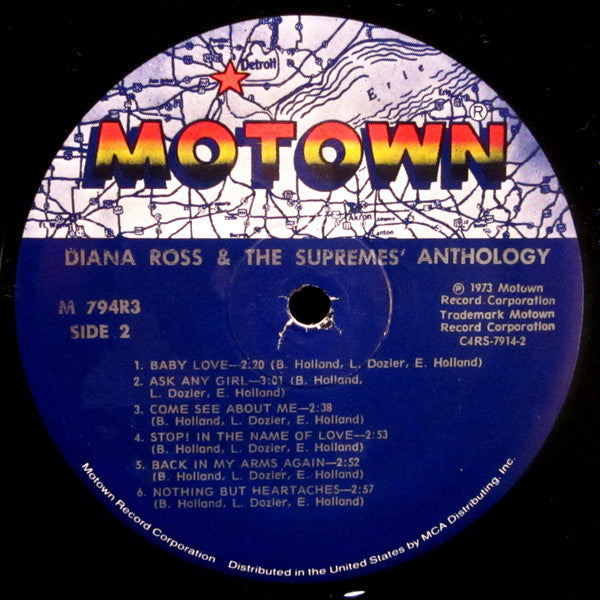 Detroit
Erie
MOTOWN®
Akron
Canton
DIANA ROSS & THE SUPREMES' ANTHOLOGY
M 794R3
SIDE 2
℗ 1973 Motown
Record Corporation
Trademark Motown
Record Corporation
C4RS-7914-2
1. BABY LOVE—2:20 (B. Holland, L. Dozier, E. Holland)
2. ASK ANY GIRL—3:01 (B. Holland,
L. Dozier, E. Holland)
3. COME SEE ABOUT ME—2:38
(B. Holland, L. Dozier, E. Holland)
4. STOP! IN THE NAME OF LOVE—2:53
(B. Holland, L. Dozier, E. Holland)
5. BACK IN MY ARMS AGAIN—2:52
(B. Holland, L. Dozier, E. Holland)
6. NOTHING BUT HEARTACHES—2:57
(B. Holland, L. Dozier, E. Holland)
Motown Record Corporation
Distributed in the United States by MCA Distributing, Inc.